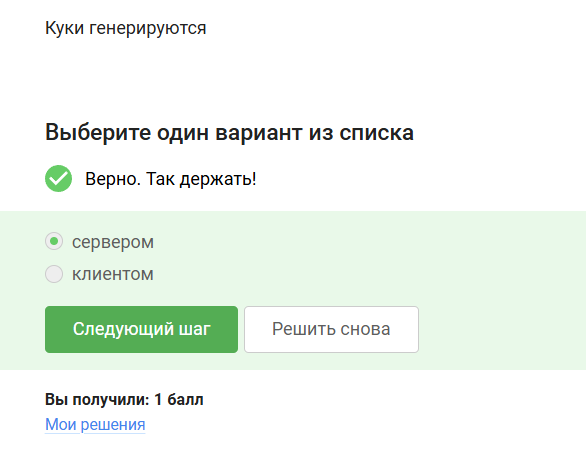 Куки генерируются
Выберите один вариант из списка
Верно. Так держать!
сервером
клиентом
Следующий шаг
Решить снова
Вы получили: 1 балл
Мои решения